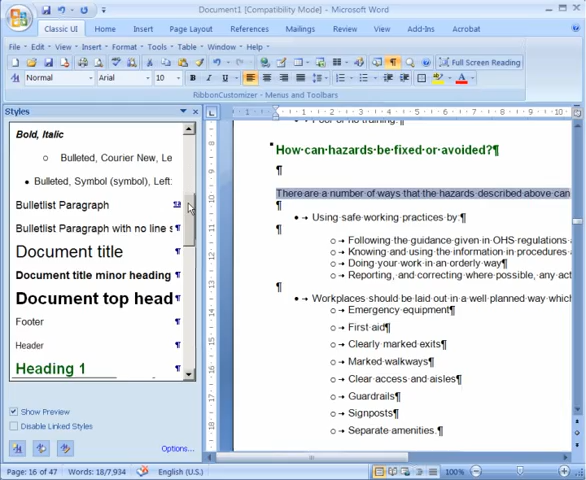 Document1 [Compatibility Mode] - Microsoft Word
Classic UI Home Insert Page Layout References Mailings Review View Add-Ins Acrobat
File Edit View Insert Format Tools Table Window Help
Full Screen Reading
Normal Arial 10 B I U
RibbonCustomizer - Menus and Toolbars
Styles
Bold, Italic
Bulleted, Courier New, Le
Bulleted, Symbol (symbol), Left:
Bulletlist Paragraph
Bulletlist Paragraph with no line s
Document title
Document title minor heading
Document top head
Footer
Header
Heading 1
Show Preview
Disable Linked Styles
Options...
Poor or no training.
How can hazards be fixed or avoided?¶
¶
There are a number of ways that the hazards described above can
¶
• Using safe working practices by:¶
¶
o Following the guidance given in OHS regulations
o Knowing and using the information in procedures
o Doing your work in an orderly way¶
o Reporting, and correcting where possible, any act
¶
• Workplaces should be laid out in a well planned way which
o Emergency equipment¶
o First aid¶
o Clearly marked exits¶
o Marked walkways¶
o Clear access and aisles¶
o Guardrails¶
o Signposts¶
o Separate amenities.¶
Page: 16 of 47 Words: 18/7,934 English (U.S.) 100%